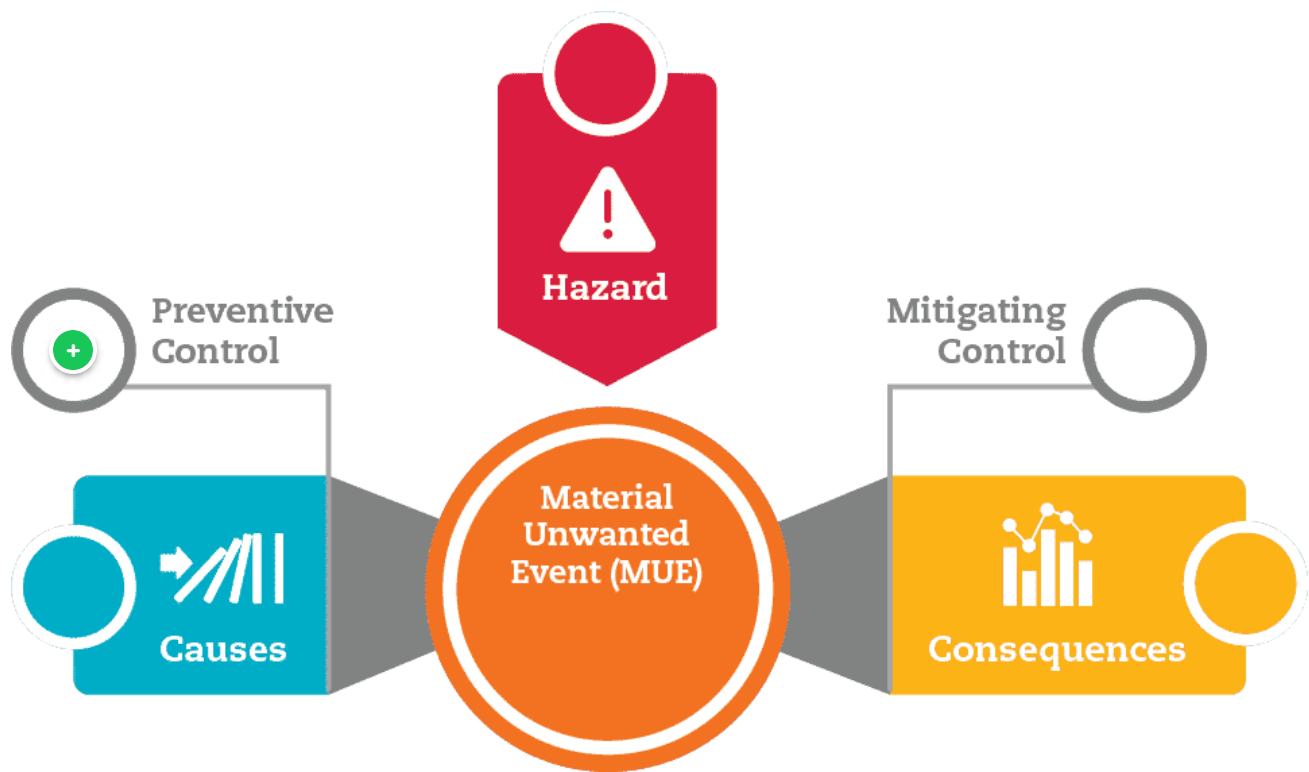 Hazard
Preventive
Control
Mitigating
Control
Material
Unwanted
Event (MUE)
Causes
Consequences